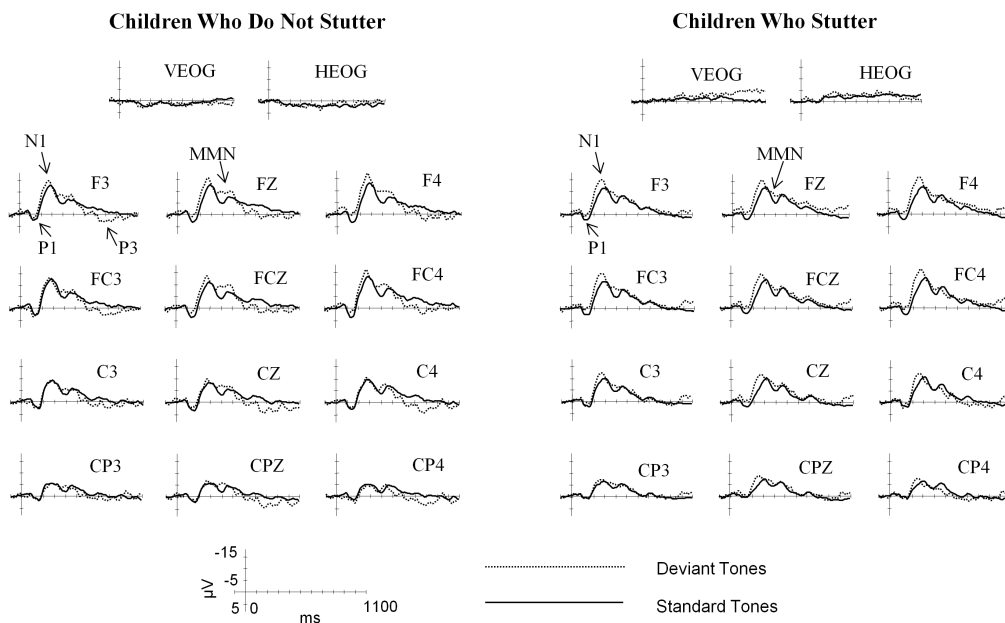 Children Who Do Not Stutter
Children Who Stutter
VEOG
HEOG
VEOG
HEOG
N1
MMN
F3
FZ
F4
P1
P3
N1
MMN
F3
FZ
F4
P1
FC3
FCZ
FC4
FC3
FCZ
FC4
C3
CZ
C4
C3
CZ
C4
CP3
CPZ
CP4
CP3
CPZ
CP4
-15
-5
5
µV
0
1100
ms
Deviant Tones
Standard Tones